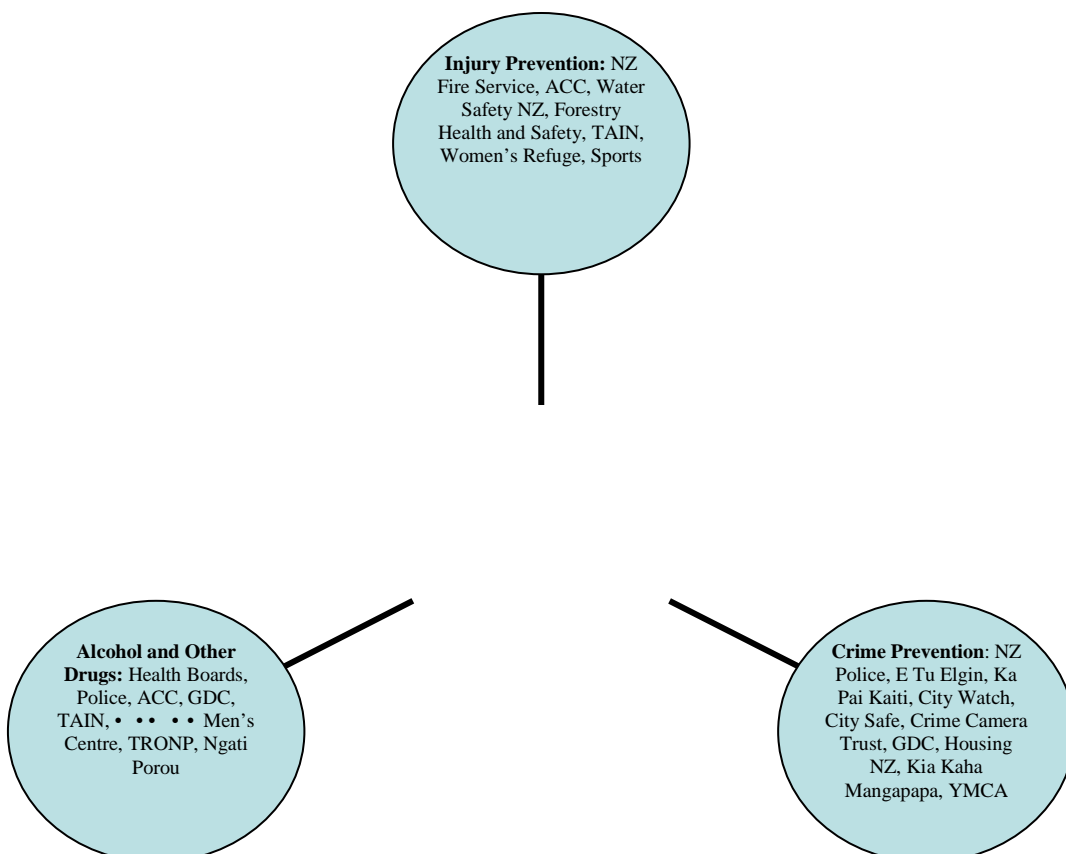 Injury Prevention: NZ
Fire Service, ACC, Water
Safety NZ, Forestry
Health and Safety, TAIN,
Women’s Refuge, Sports
Alcohol and Other
Drugs: Health Boards,
Police, ACC, GDC,
TAIN, • •• •• Men’s
Centre, TRONP, Ngati
Porou
Crime Prevention: NZ
Police, E Tu Elgin, Ka
Pai Kaiti, City Watch,
City Safe, Crime Camera
Trust, GDC, Housing
NZ, Kia Kaha
Mangapapa, YMCA